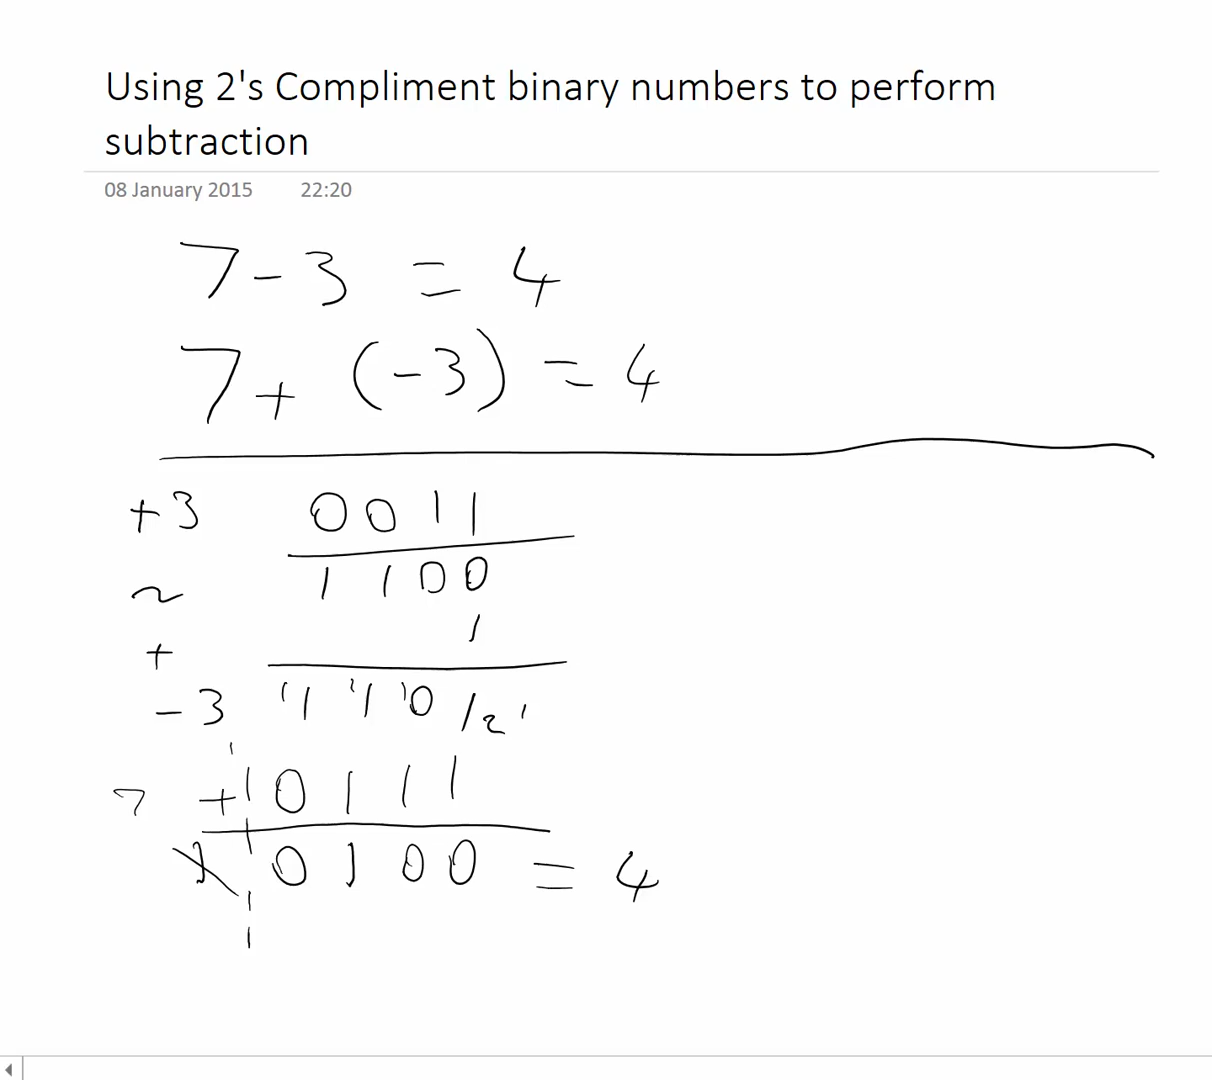 Using 2's Compliment binary numbers to perform
subtraction
08 January 2015 22:20
7 - 3 = 4
7 + (-3) = 4
+3 0011
~ 1100
+ 1
-3 1101
7 + 0111
1 0100 = 4